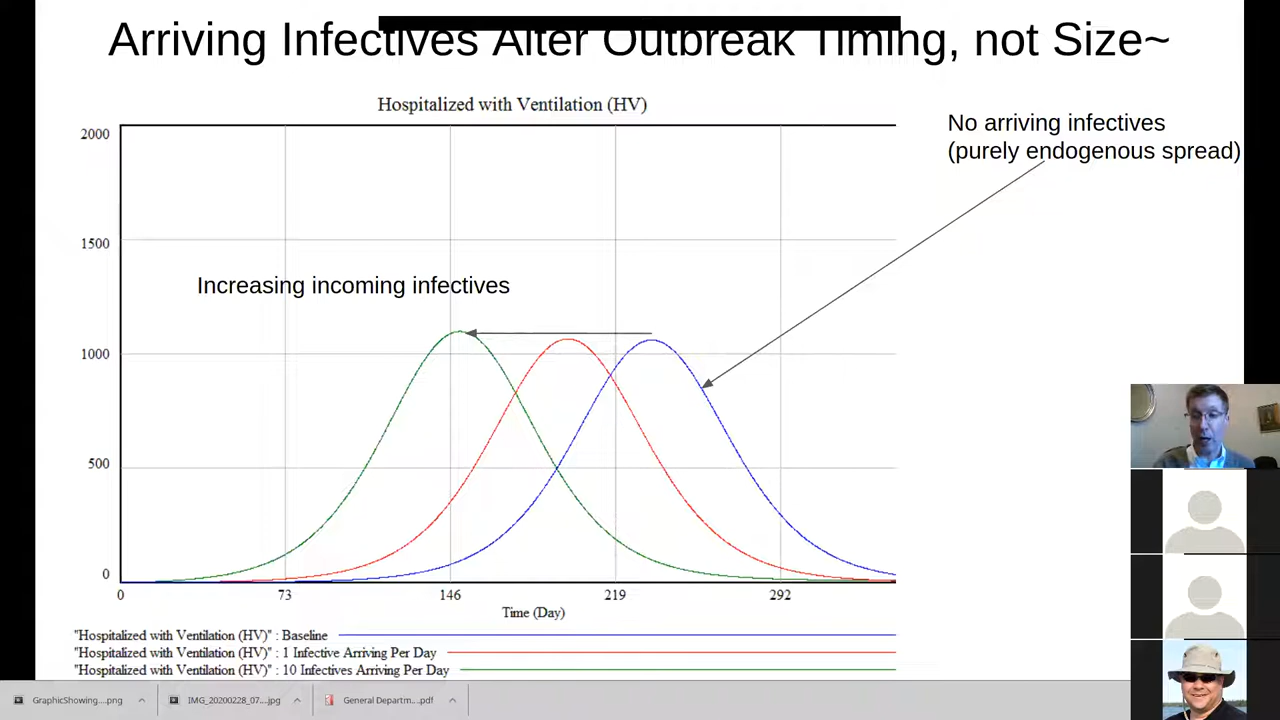 Arriving Infectives Alter Outbreak Timing, not Size~
Hospitalized with Ventilation (HV)
No arriving infectives
(purely endogenous spread)
Increasing incoming infectives
2000
1500
1000
500
0
0 73 146 219 292
Time (Day)
"Hospitalized with Ventilation (HV)" : Baseline
"Hospitalized with Ventilation (HV)" : 1 Infective Arriving Per Day
"Hospitalized with Ventilation (HV)" : 10 Infectives Arriving Per Day
GraphicShowing....png
IMG_20200228_07....jpg
General Departm....pdf